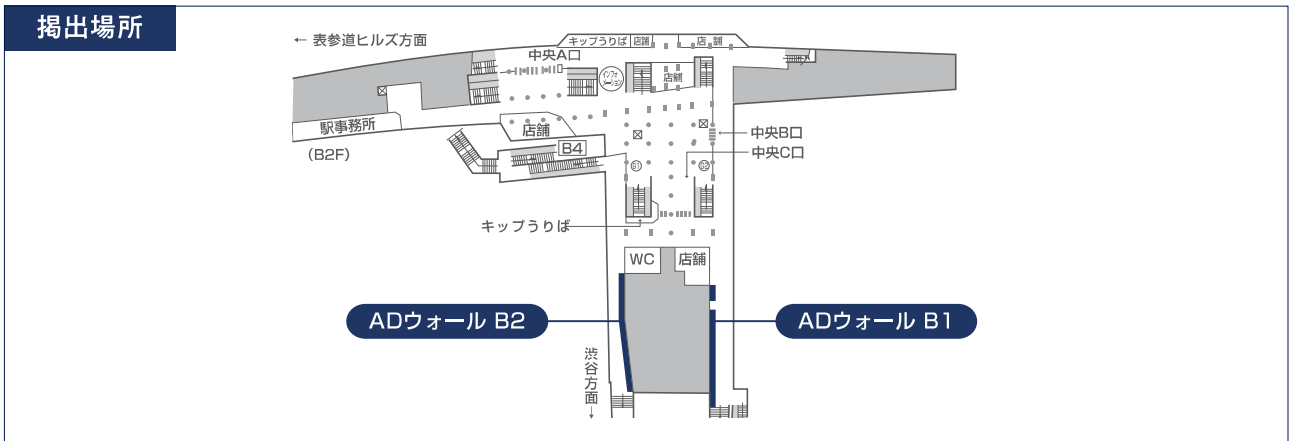 掲出場所
← 表参道ヒルズ方面
キップうりば
店舗
店舗
中央A口
インフォメーション
店舗
駅事務所
(B2F)
店舗
B4
中央B口
中央C口
G1
G2
キップうりば
WC
店舗
ADウォール B2
ADウォール B1
渋谷方面→